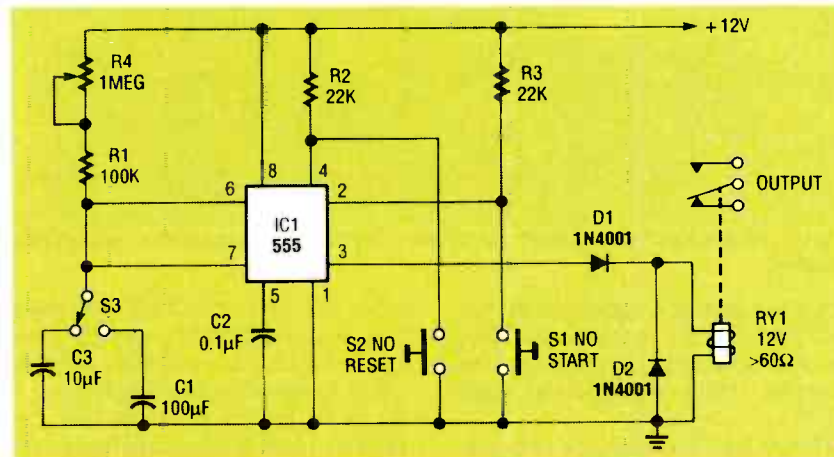 + 12V
R4
1MEG
R2
22K
R3
22K
R1
100K
8
4
6
2
OUTPUT
IC1
555
D1
1N4001
7
3
S3
5
1
C2
0.1µF
S2 NO
RESET
S1 NO
START
RY1
12V
>60Ω
C3
10µF
C1
100µF
D2
1N4001